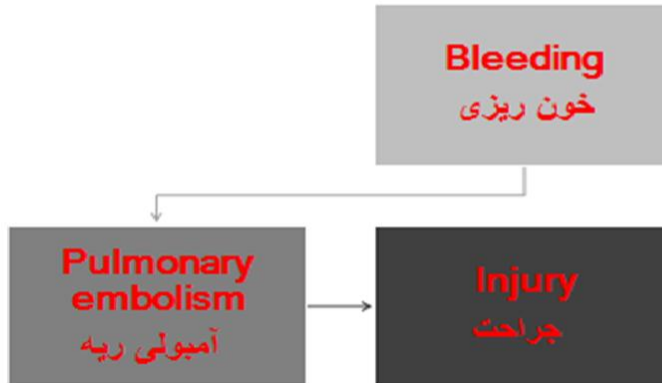 Bleeding
خون ریزی
Pulmonary
embolism
آمبولی ریه
Injury
جراحت